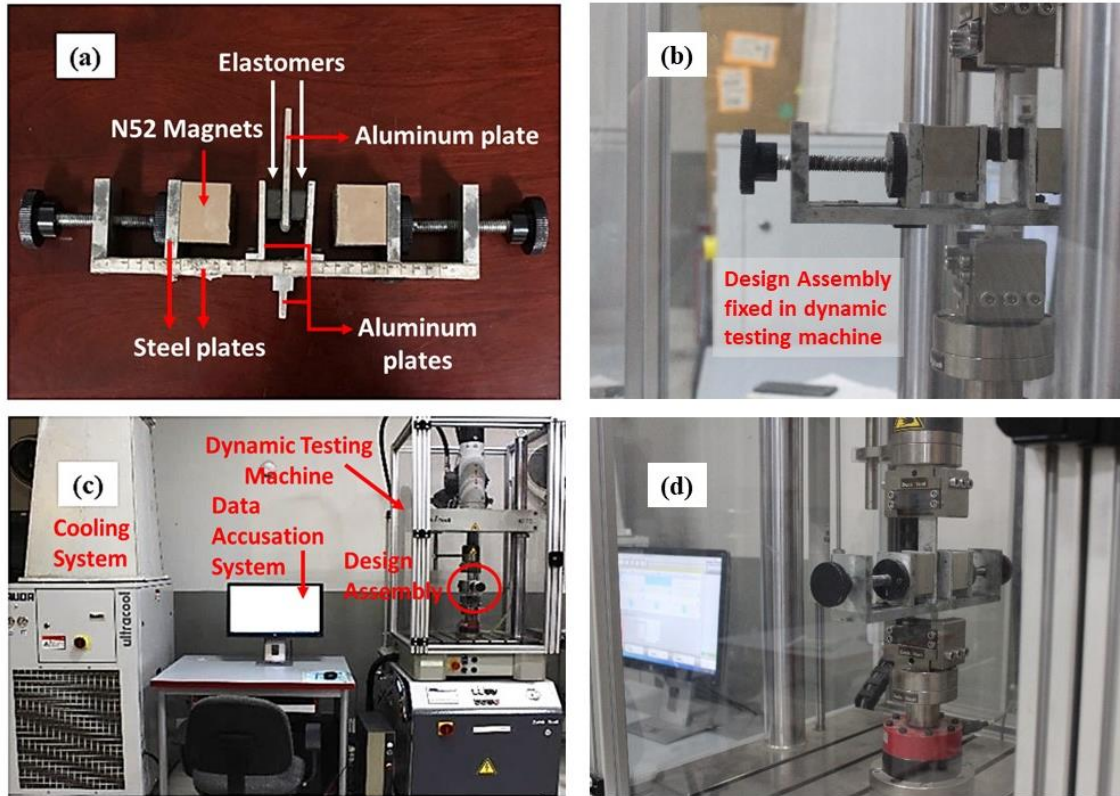 (a)
Elastomers
N52 Magnets
Aluminum plate
Steel plates
Aluminum
plates
(b)
Design Assembly
fixed in dynamic
testing machine
(c)
Cooling
System
Dynamic Testing
Machine
Data
Accusation
System
Design
Assembly
ultracool
(d)